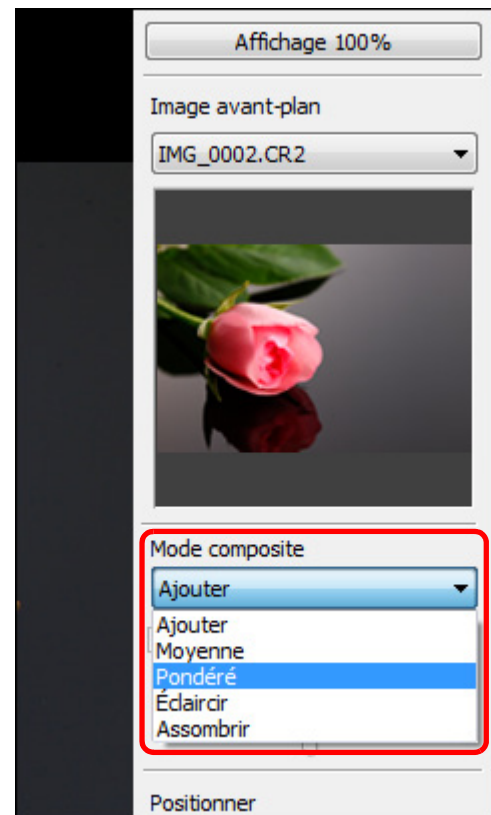 Affichage 100%
Image avant-plan
IMG_0002.CR2
Mode composite
Ajouter
Ajouter
Moyenne
Pondéré
Éclaircir
Assombrir
Positionner